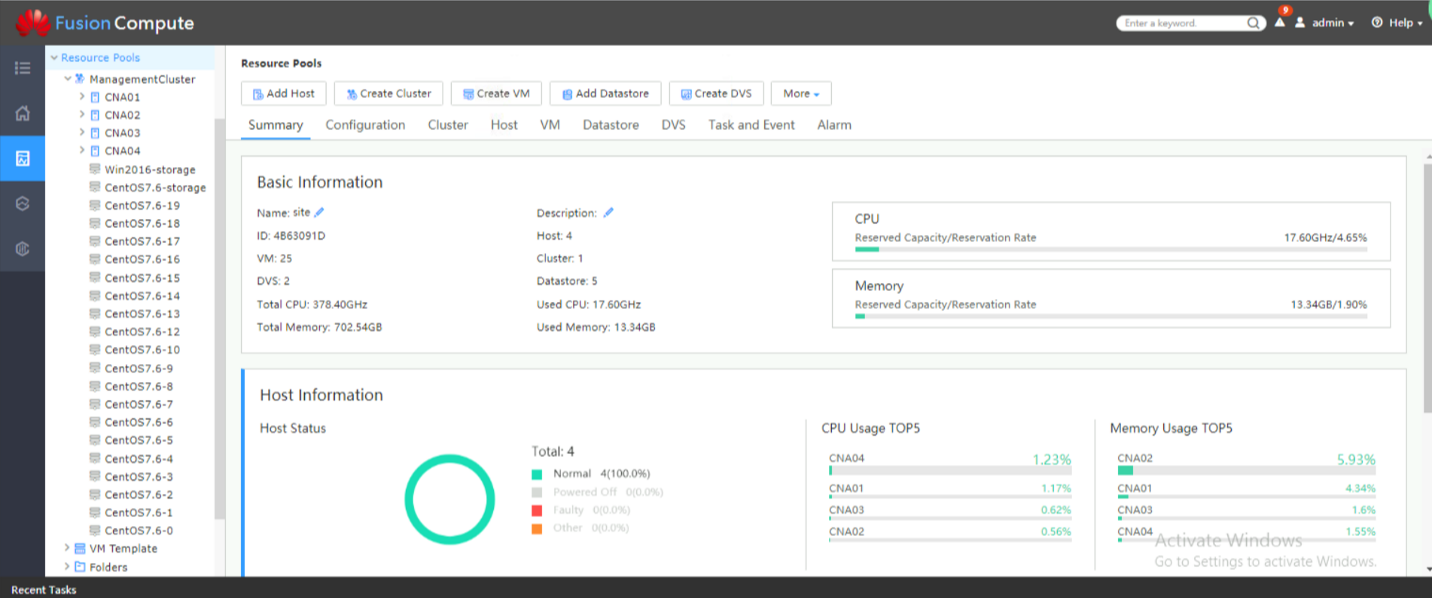 Fusion Compute
Enter a keyword.
9
admin
Help
Resource Pools
ManagementCluster
CNA01
CNA02
CNA03
CNA04
Win2016-storage
CentOS7.6-storage
CentOS7.6-19
CentOS7.6-18
CentOS7.6-17
CentOS7.6-16
CentOS7.6-15
CentOS7.6-14
CentOS7.6-13
CentOS7.6-12
CentOS7.6-10
CentOS7.6-9
CentOS7.6-8
CentOS7.6-7
CentOS7.6-6
CentOS7.6-5
CentOS7.6-4
CentOS7.6-3
CentOS7.6-2
CentOS7.6-1
CentOS7.6-0
VM Template
Folders
Resource Pools
Add Host Create Cluster Create VM Add Datastore Create DVS More
Summary Configuration Cluster Host VM Datastore DVS Task and Event Alarm
Basic Information
Name: site Description:
ID: 4B63091D Host: 4
VM: 25 Cluster: 1
DVS: 2 Datastore: 5
Total CPU: 378.40GHz Used CPU: 17.60GHz
Total Memory: 702.54GB Used Memory: 13.34GB
CPU
Reserved Capacity/Reservation Rate 17.60GHz/4.65%
Memory
Reserved Capacity/Reservation Rate 13.34GB/1.90%
Host Information
Host Status
Total: 4
Normal 4(100.0%)
Powered Off 0(0.0%)
Faulty 0(0.0%)
Other 0(0.0%)
CPU Usage TOP5
CNA04 1.23%
CNA01 1.17%
CNA03 0.62%
CNA02 0.56%
Memory Usage TOP5
CNA02 5.93%
CNA01 4.34%
CNA03 1.6%
CNA04 1.55%
Activate Windows
Go to Settings to activate Windows.
Recent Tasks